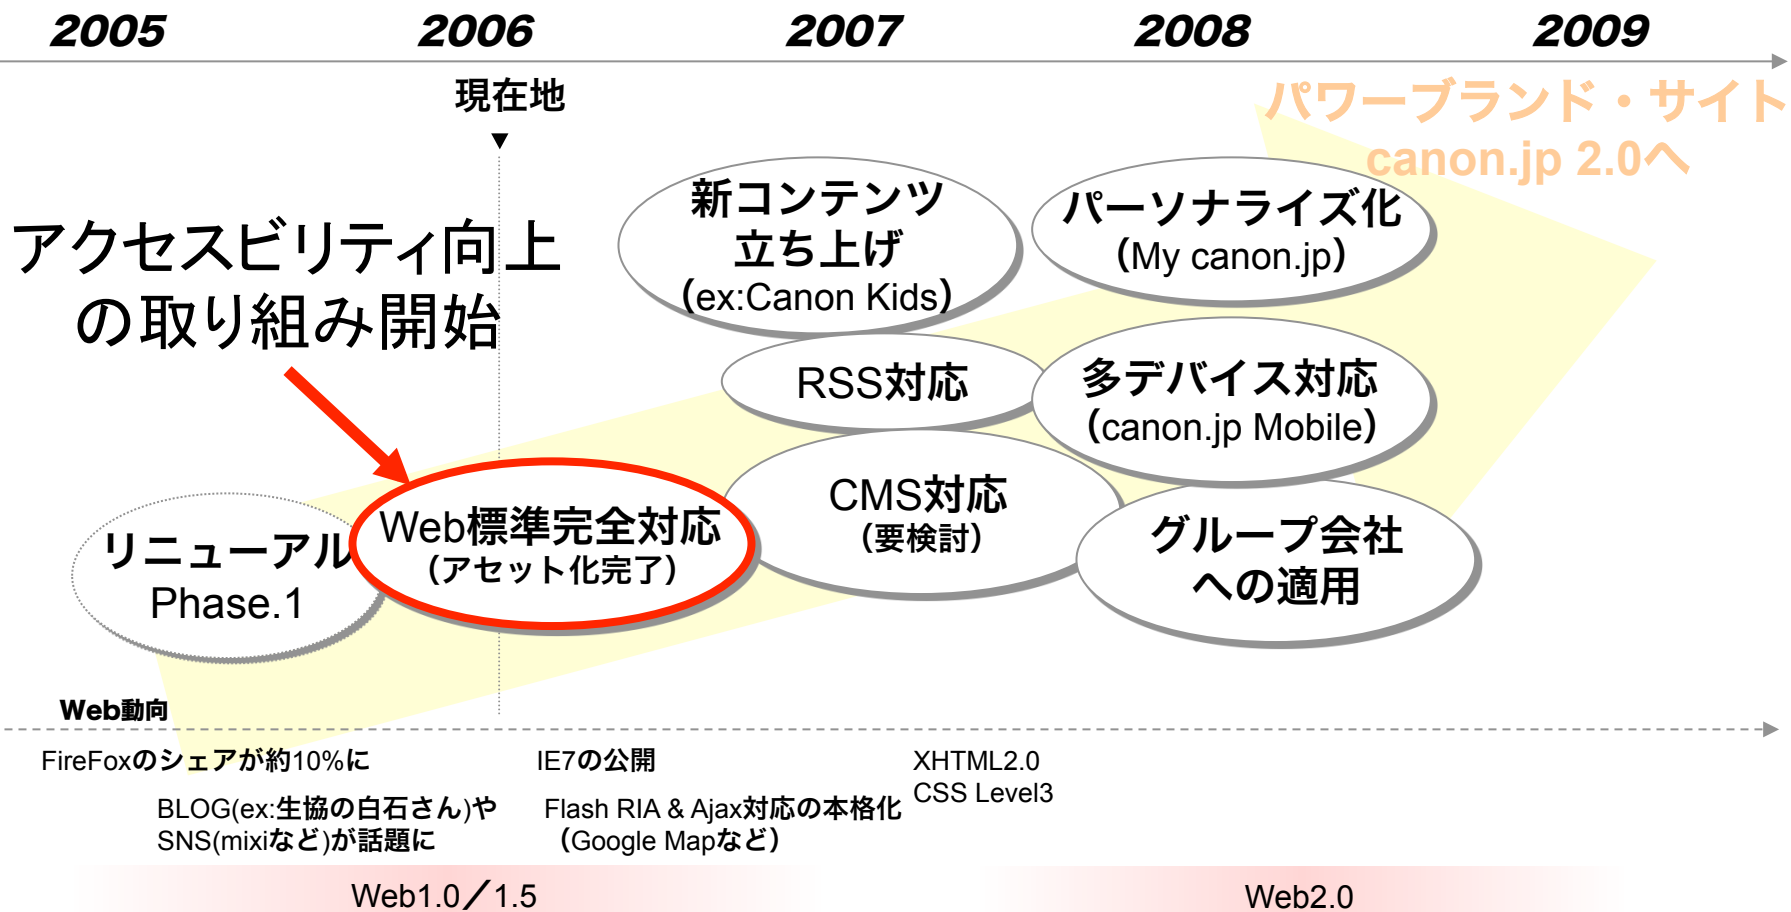 2005 2006 2007 2008 2009
現在地
パワーブランド・サイト
canon.jp 2.0へ
アクセスビリティ向上
の取り組み開始
新コンテンツ
立ち上げ
(ex:Canon Kids)
パーソナライズ化
(My canon.jp)
RSS対応
多デバイス対応
(canon.jp Mobile)
リニューアル
Phase.1
Web標準完全対応
(アセット化完了)
CMS対応
(要検討)
グループ会社
への適用
Web動向
FireFoxのシェアが約10%に
BLOG(ex:生協の白石さん)や
SNS(mixiなど)が話題に
IE7の公開
Flash RIA & Ajax対応の本格化
(Google Mapなど)
XHTML2.0
CSS Level3
Web1.0／1.5
Web2.0